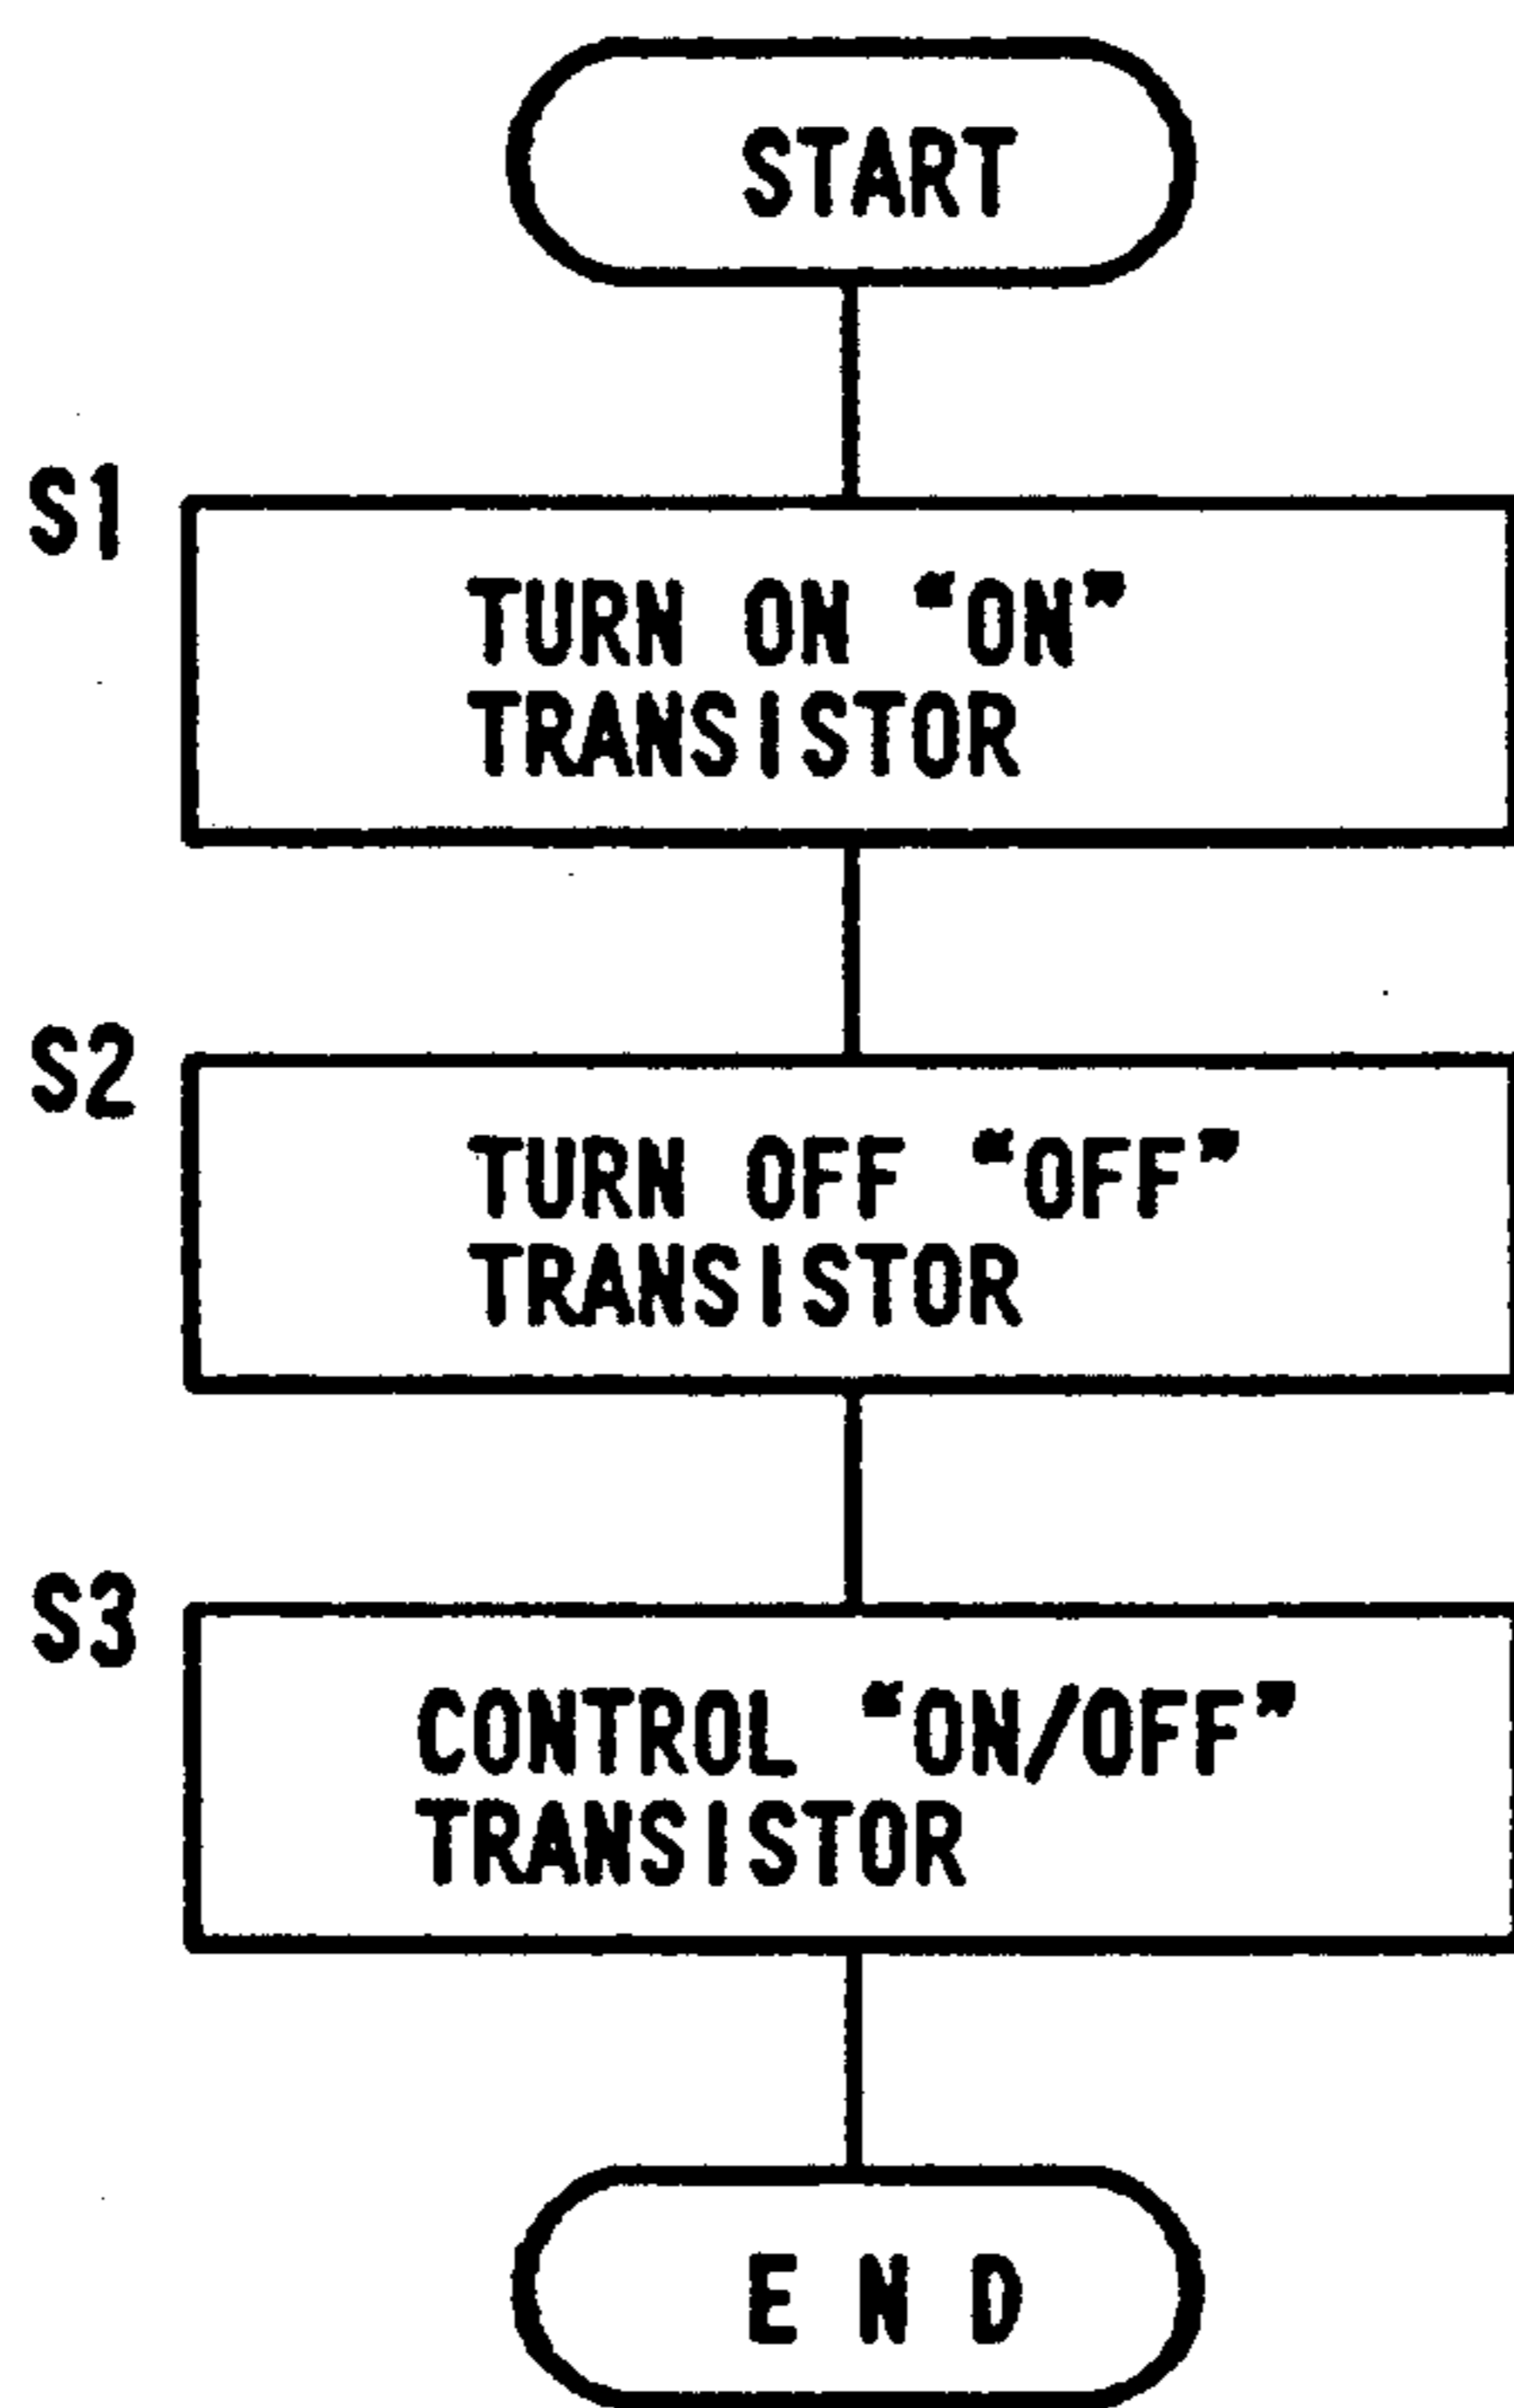 START
S1
TURN ON “ON”
TRANSISTOR
S2
TURN OFF “OFF”
TRANSISTOR
S3
CONTROL “ON/OFF”
TRANSISTOR
END